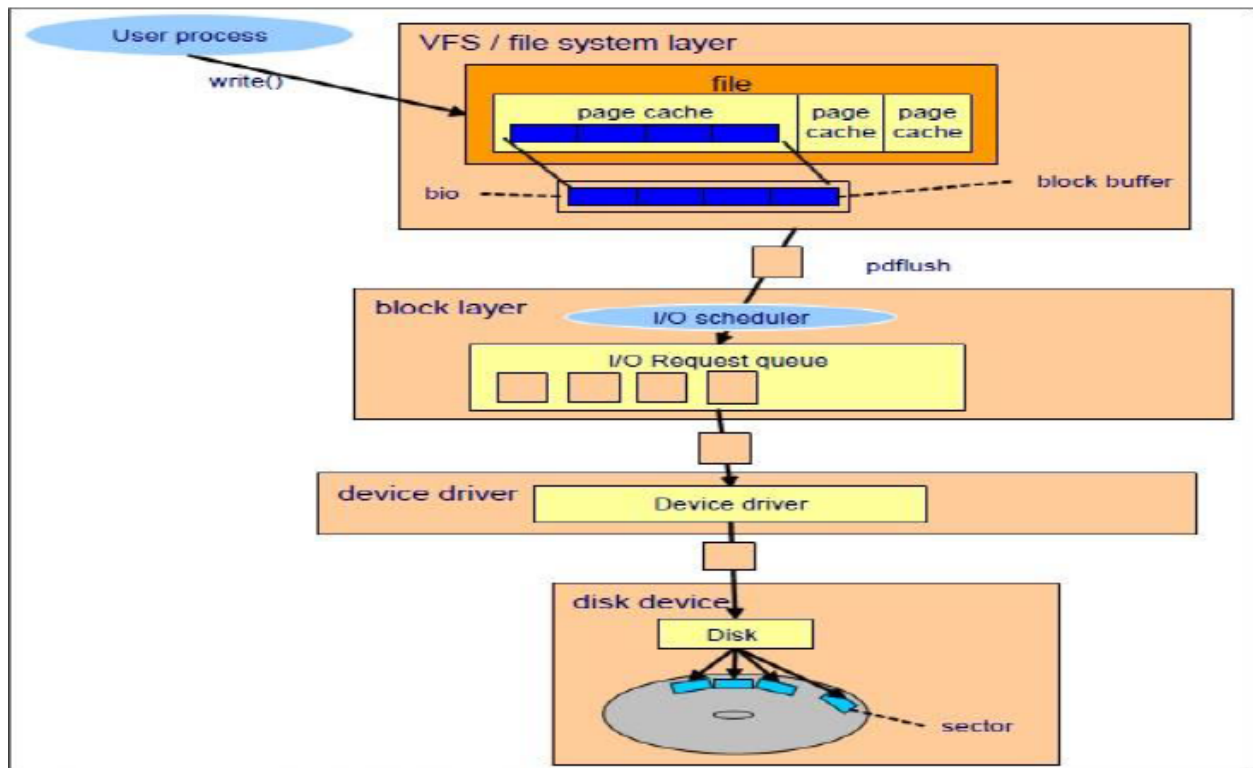 User process
VFS / file system layer
write()
file
page cache
page
cache
page
cache
bio
block buffer
pdflush
block layer
I/O scheduler
I/O Request queue
device driver
Device driver
disk device
Disk
sector